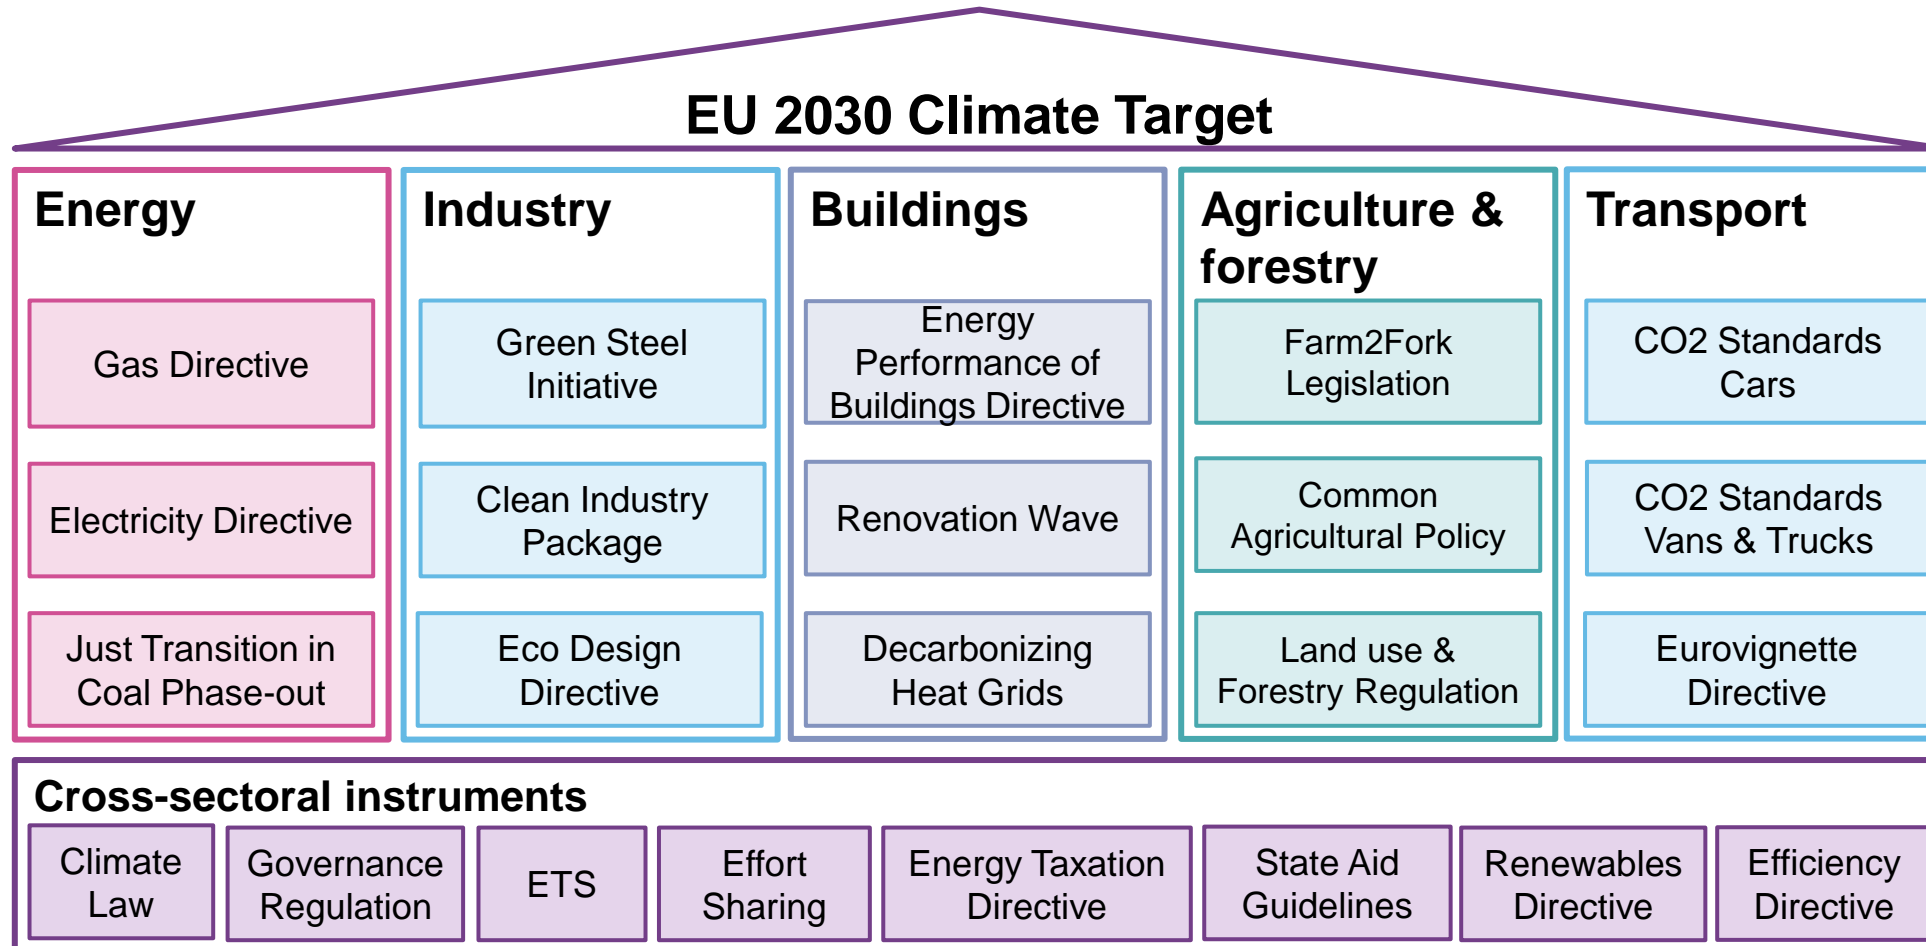 EU 2030 Climate Target
Energy
Gas Directive
Electricity Directive
Just Transition in
Coal Phase-out
Industry
Green Steel
Initiative
Clean Industry
Package
Eco Design
Directive
Buildings
Energy
Performance of
Buildings Directive
Renovation Wave
Decarbonizing
Heat Grids
Agriculture &
forestry
Farm2Fork
Legislation
Common
Agricultural Policy
Land use &
Forestry Regulation
Transport
CO2 Standards
Cars
CO2 Standards
Vans & Trucks
Eurovignette
Directive
Cross-sectoral instruments
Climate
Law
Governance
Regulation
ETS
Effort
Sharing
Energy Taxation
Directive
State Aid
Guidelines
Renewables
Directive
Efficiency
Directive